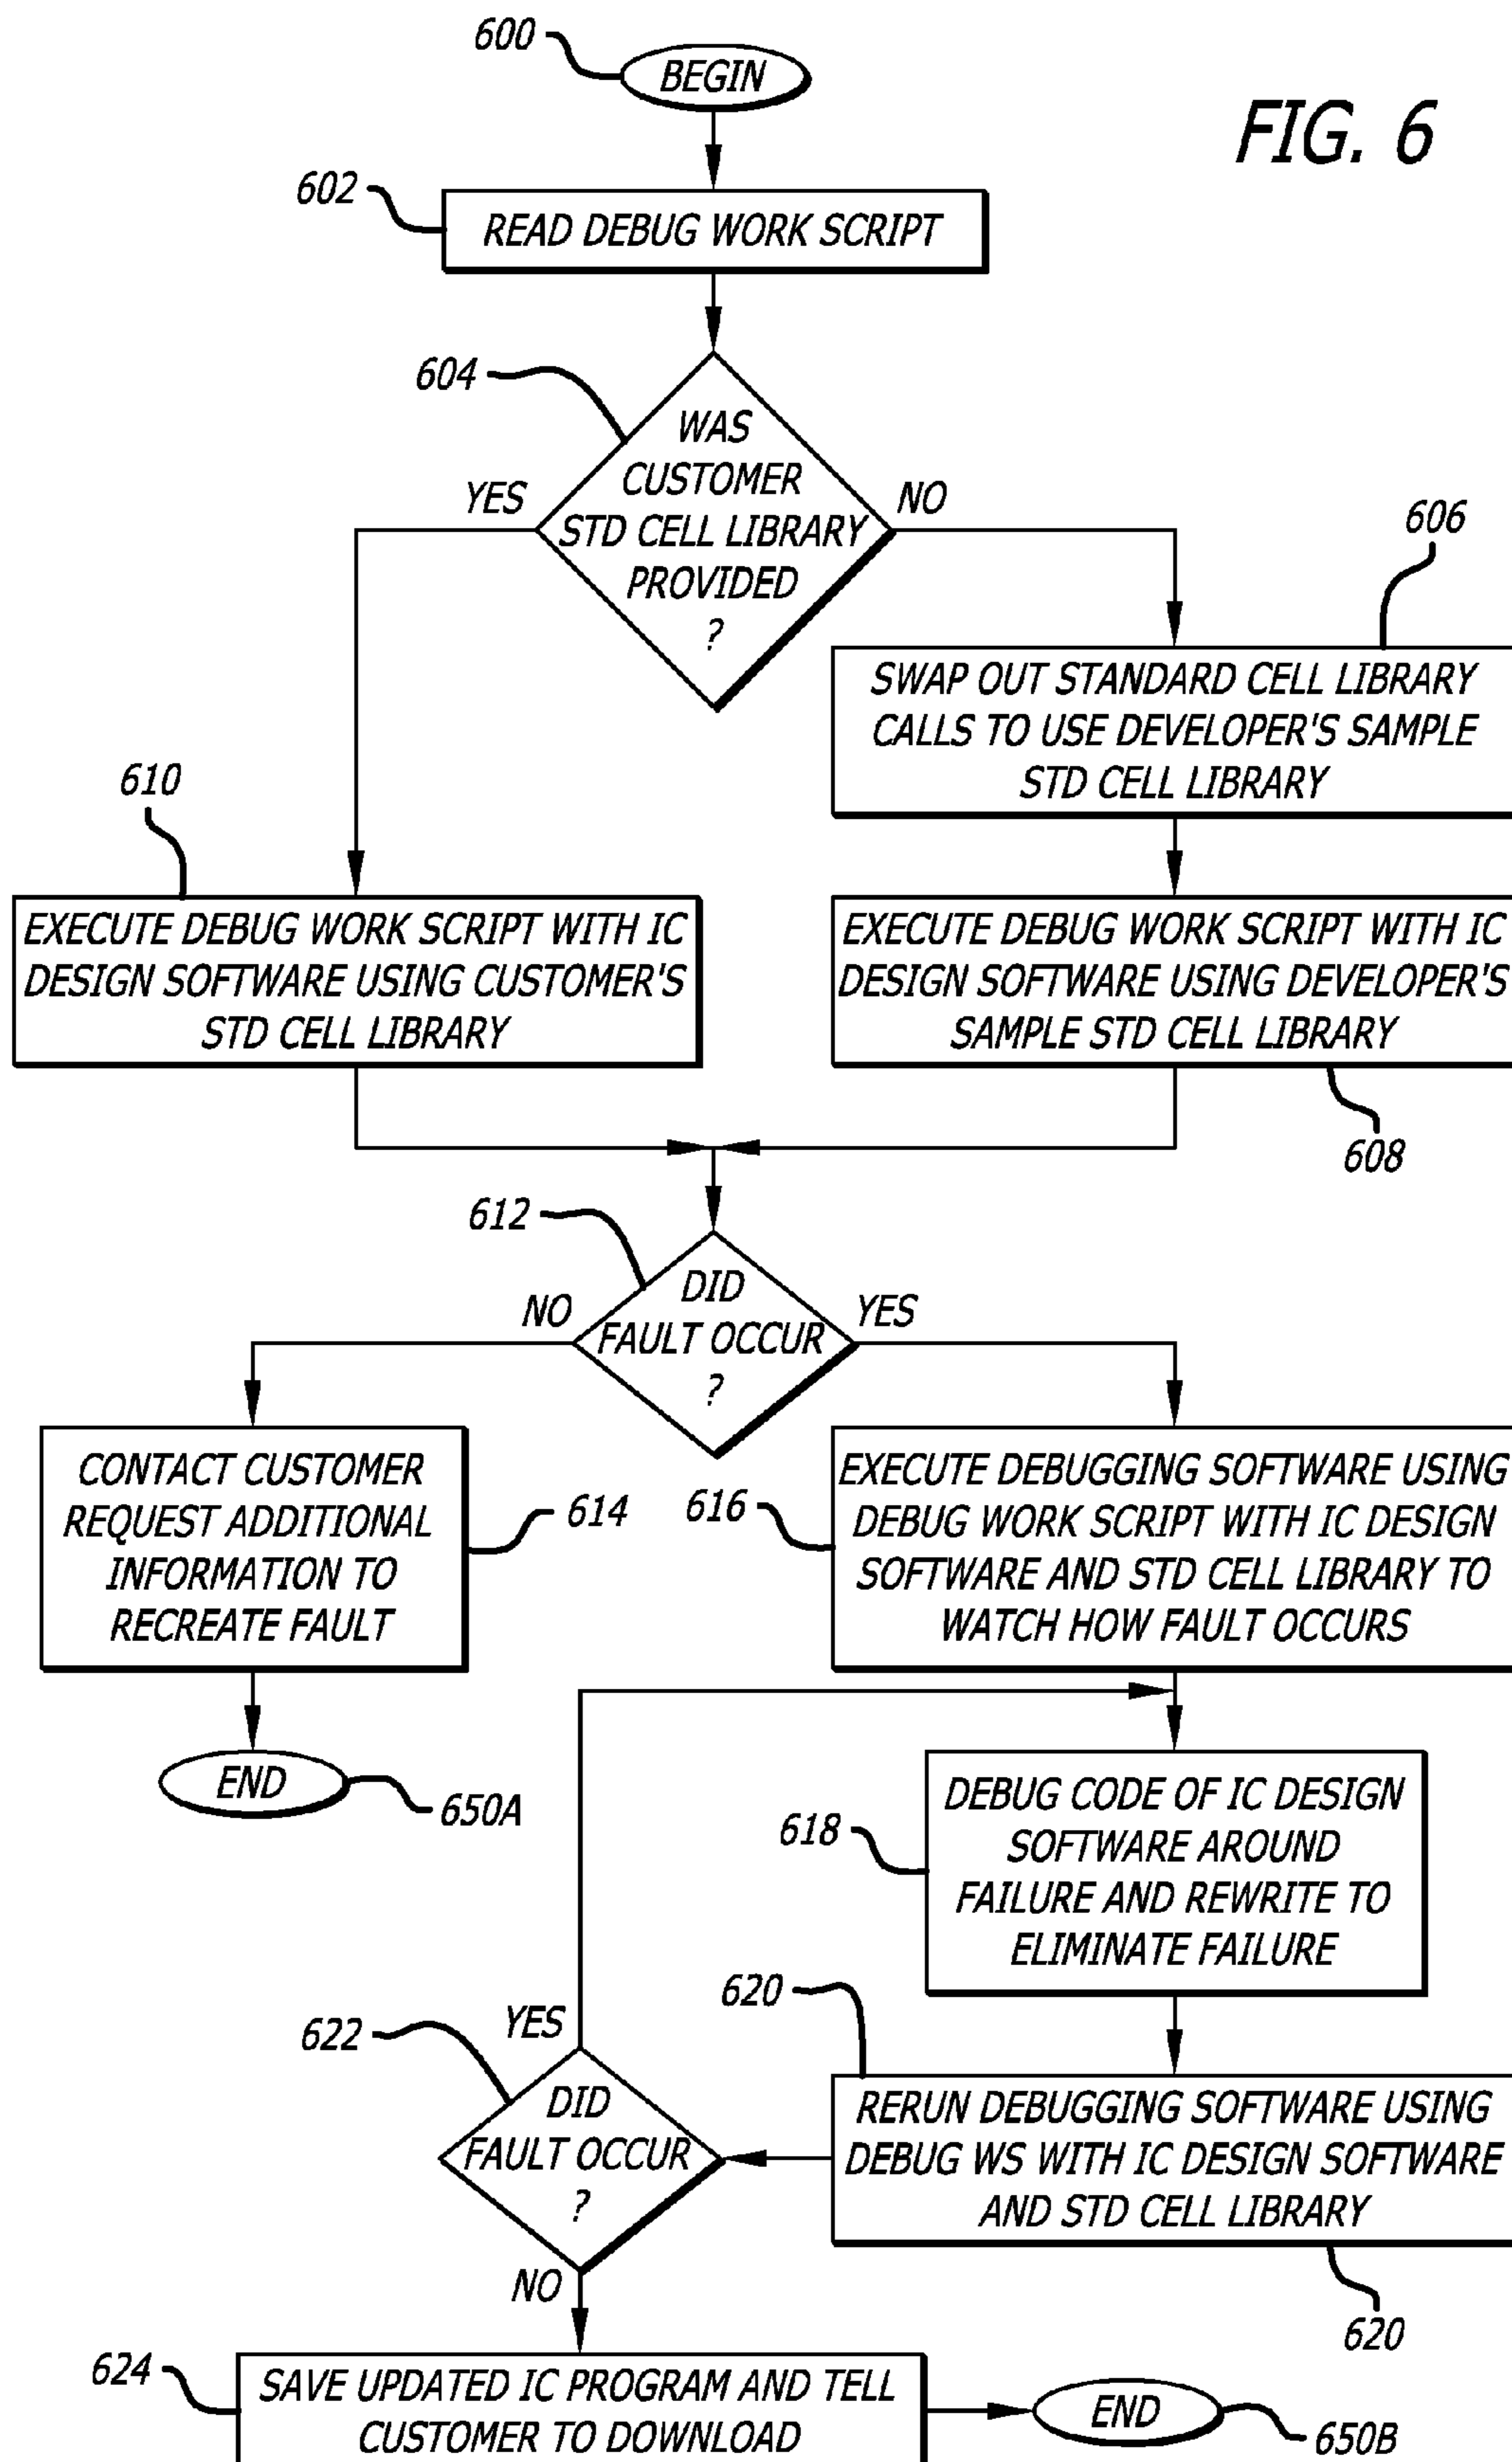 600
BEGIN
FIG. 6
602
READ DEBUG WORK SCRIPT
604
WAS
CUSTOMER
STD CELL LIBRARY
PROVIDED
?
YES
NO
606
SWAP OUT STANDARD CELL LIBRARY
CALLS TO USE DEVELOPER'S SAMPLE
STD CELL LIBRARY
610
EXECUTE DEBUG WORK SCRIPT WITH IC
DESIGN SOFTWARE USING CUSTOMER'S
STD CELL LIBRARY
EXECUTE DEBUG WORK SCRIPT WITH IC
DESIGN SOFTWARE USING DEVELOPER'S
SAMPLE STD CELL LIBRARY
608
612
DID
FAULT OCCUR
?
NO
YES
CONTACT CUSTOMER
REQUEST ADDITIONAL
INFORMATION TO
RECREATE FAULT
614
616
EXECUTE DEBUGGING SOFTWARE USING
DEBUG WORK SCRIPT WITH IC DESIGN
SOFTWARE AND STD CELL LIBRARY TO
WATCH HOW FAULT OCCURS
END
650A
618
DEBUG CODE OF IC DESIGN
SOFTWARE AROUND
FAILURE AND REWRITE TO
ELIMINATE FAILURE
620
RERUN DEBUGGING SOFTWARE USING
DEBUG WS WITH IC DESIGN SOFTWARE
AND STD CELL LIBRARY
620
622
YES
DID
FAULT OCCUR
?
NO
624
SAVE UPDATED IC PROGRAM AND TELL
CUSTOMER TO DOWNLOAD
END
650B